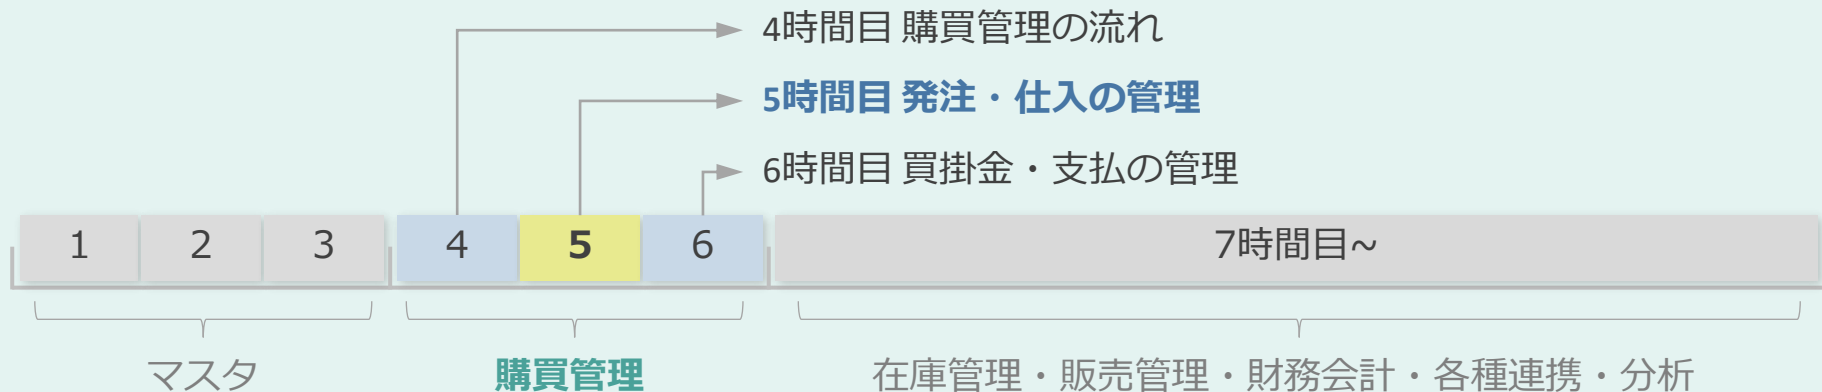 4時間目 購買管理の流れ
5時間目 発注・仕入の管理
6時間目 買掛金・支払の管理
1 2 3 4 5 6 7時間目~
マスタ 購買管理 在庫管理・販売管理・財務会計・各種連携・分析